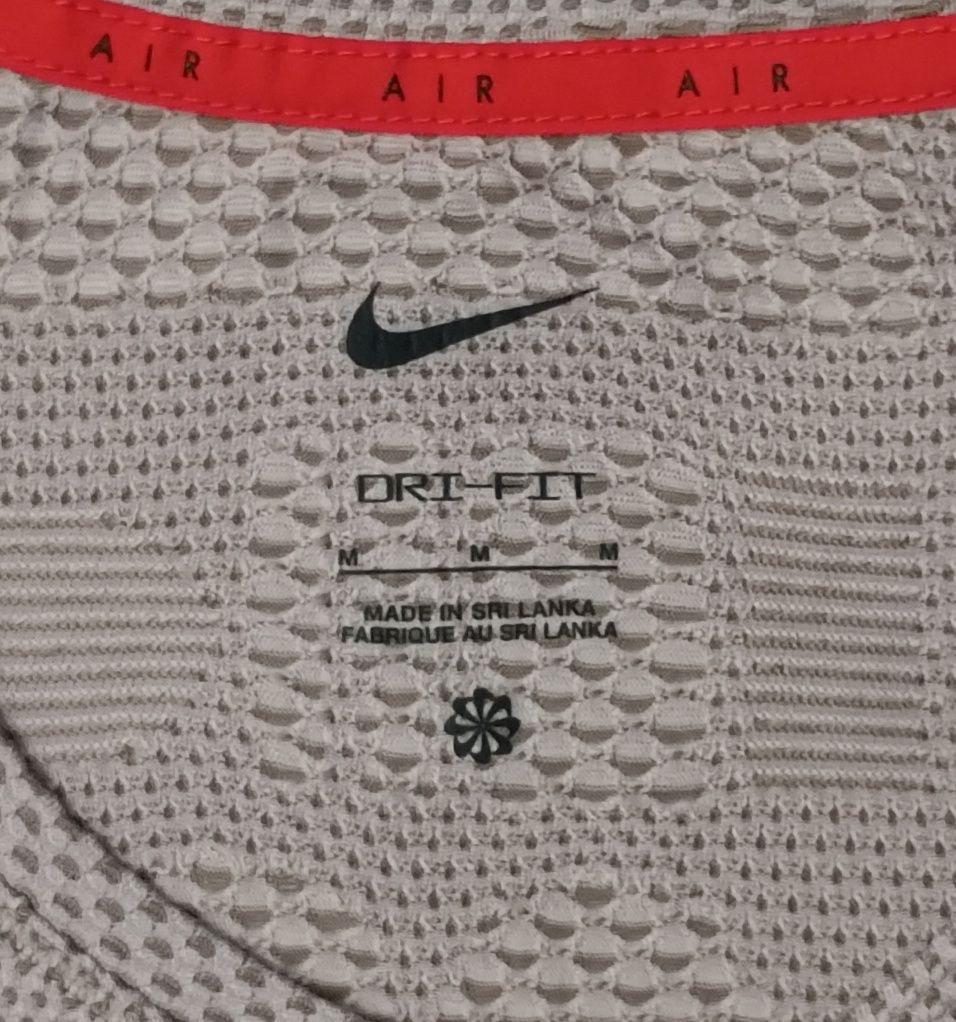 AIR AIR AIR
DRI-FIT
M M M
MADE IN SRI LANKA
FABRIQUE AU SRI LANKA